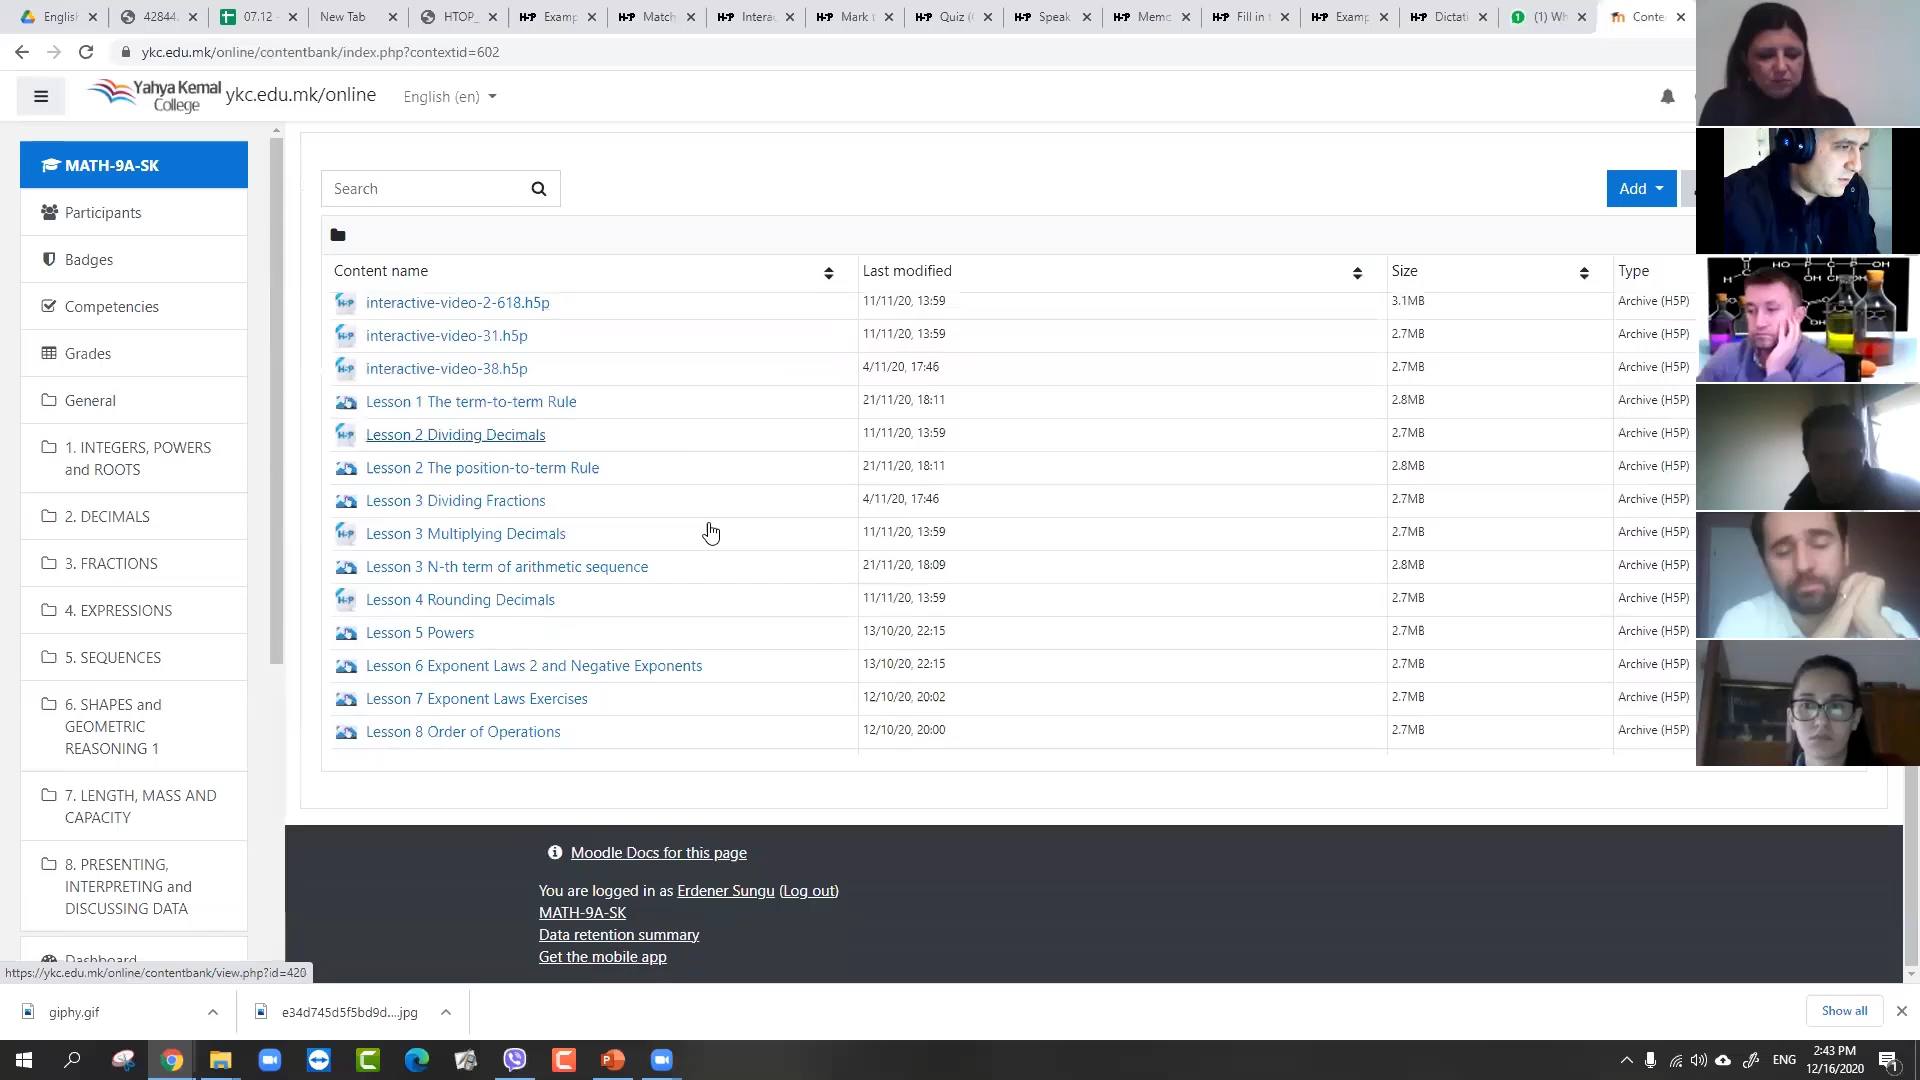 English
42844.
07.12 -
New Tab
HTOP_
H-P Examp
H-P Match
H-P Intera
H-P Mark t
H-P Quiz (
H-P Speak
H-P Memo
H-P Fill in t
H-P Examp
H-P Dictati
1 (1) Wh
Conte
ykc.edu.mk/online/contentbank/index.php?contextid=602
Yahya Kemal
College
ykc.edu.mk/online
English (en)
MATH-9A-SK
Participants
Badges
Competencies
Grades
General
1. INTEGERS, POWERS
and ROOTS
2. DECIMALS
3. FRACTIONS
4. EXPRESSIONS
5. SEQUENCES
6. SHAPES and
GEOMETRIC
REASONING 1
7. LENGTH, MASS AND
CAPACITY
8. PRESENTING,
INTERPRETING and
DISCUSSING DATA
Dashboard
Search
Add
Content name Last modified Size Type
interactive-video-2-618.h5p 11/11/20, 13:59 3.1MB Archive (H5P)
interactive-video-31.h5p 11/11/20, 13:59 2.7MB Archive (H5P)
interactive-video-38.h5p 4/11/20, 17:46 2.7MB Archive (H5P)
Lesson 1 The term-to-term Rule 21/11/20, 18:11 2.8MB Archive (H5P)
Lesson 2 Dividing Decimals 11/11/20, 13:59 2.7MB Archive (H5P)
Lesson 2 The position-to-term Rule 21/11/20, 18:11 2.8MB Archive (H5P)
Lesson 3 Dividing Fractions 4/11/20, 17:46 2.7MB Archive (H5P)
Lesson 3 Multiplying Decimals 11/11/20, 13:59 2.7MB Archive (H5P)
Lesson 3 N-th term of arithmetic sequence 21/11/20, 18:09 2.8MB Archive (H5P)
Lesson 4 Rounding Decimals 11/11/20, 13:59 2.7MB Archive (H5P)
Lesson 5 Powers 13/10/20, 22:15 2.7MB Archive (H5P)
Lesson 6 Exponent Laws 2 and Negative Exponents 13/10/20, 22:15 2.7MB Archive (H5P)
Lesson 7 Exponent Laws Exercises 12/10/20, 20:02 2.7MB Archive (H5P)
Lesson 8 Order of Operations 12/10/20, 20:00 2.7MB Archive (H5P)
Moodle Docs for this page
You are logged in as Erdener Sungu (Log out)
MATH-9A-SK
Data retention summary
Get the mobile app
https://ykc.edu.mk/online/contentbank/view.php?id=420
giphy.gif
e34d745d5f5bd9d....jpg
Show all
ENG
2:43 PM
12/16/2020
1